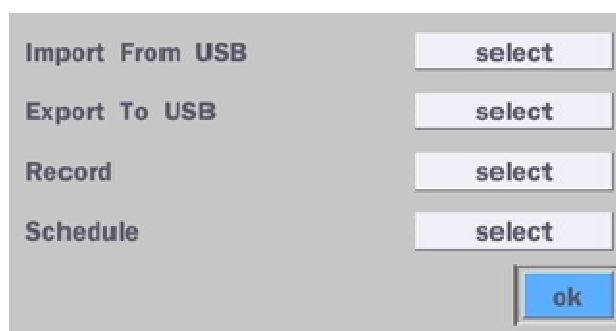 Import From USB select
Export To USB select
Record select
Schedule select
ok